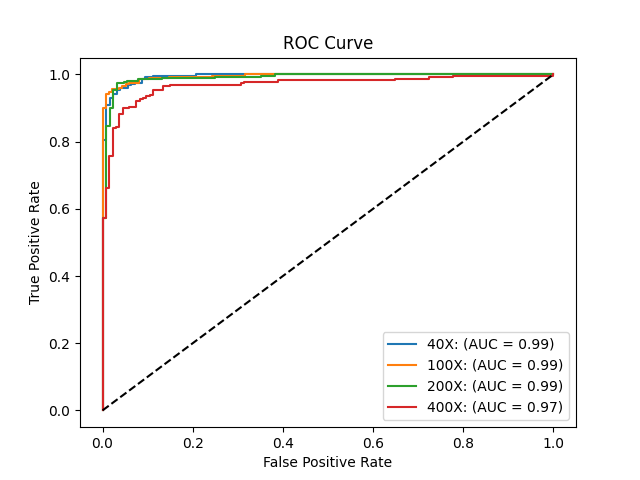 ROC Curve
1.0
0.8
0.6
0.4
0.2
0.0
True Positive Rate
40X: (AUC = 0.99)
100X: (AUC = 0.99)
200X: (AUC = 0.99)
400X: (AUC = 0.97)
0.0 0.2 0.4 0.6 0.8 1.0
False Positive Rate